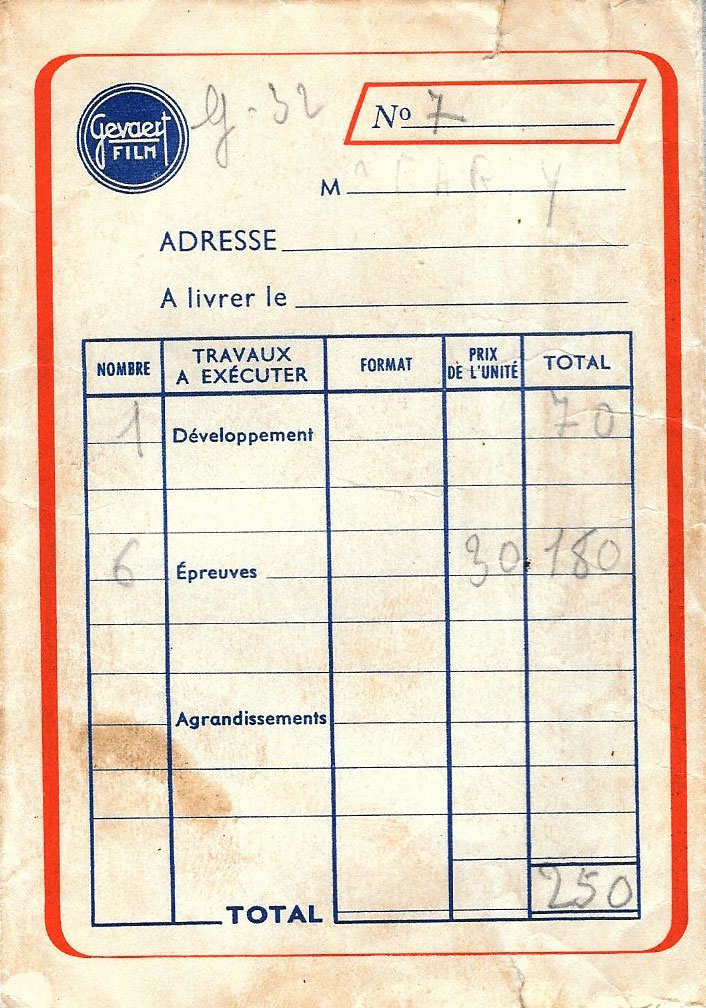 Gevaert
FILM
G-32
Nº 7
M
ADRESSE
A livrer le
NOMBRE TRAVAUX A EXÉCUTER FORMAT PRIX DE L'UNITÉ TOTAL
1 Développement 70
6 Épreuves 30 180
Agrandissements
TOTAL 250